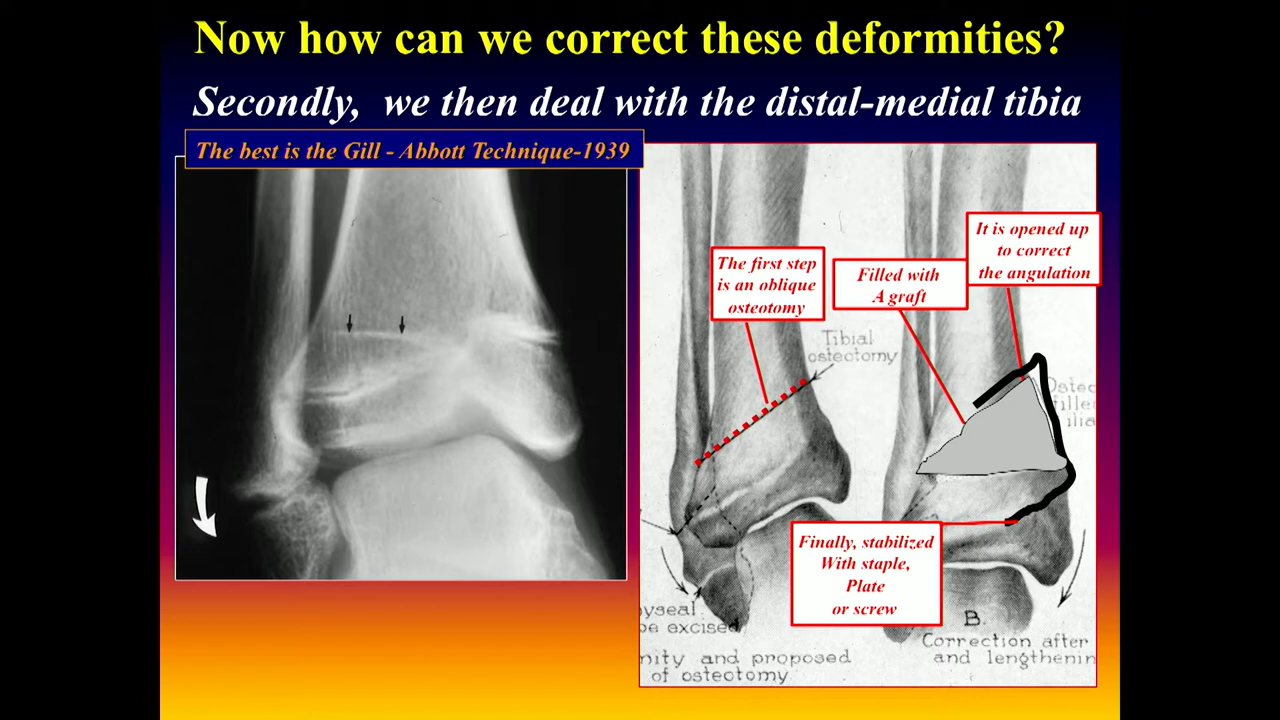 Now how can we correct these deformities?
Secondly, we then deal with the distal-medial tibia
The best is the Gill - Abbott Technique-1939
It is opened up
to correct
the angulation
The first step
is an oblique
osteotomy
Filled with
A graft
Tibial
osteotomy
Finally, stabilized
With staple,
Plate
or screw
be excised
B.
and proposed
of osteotomy
Correction after
and